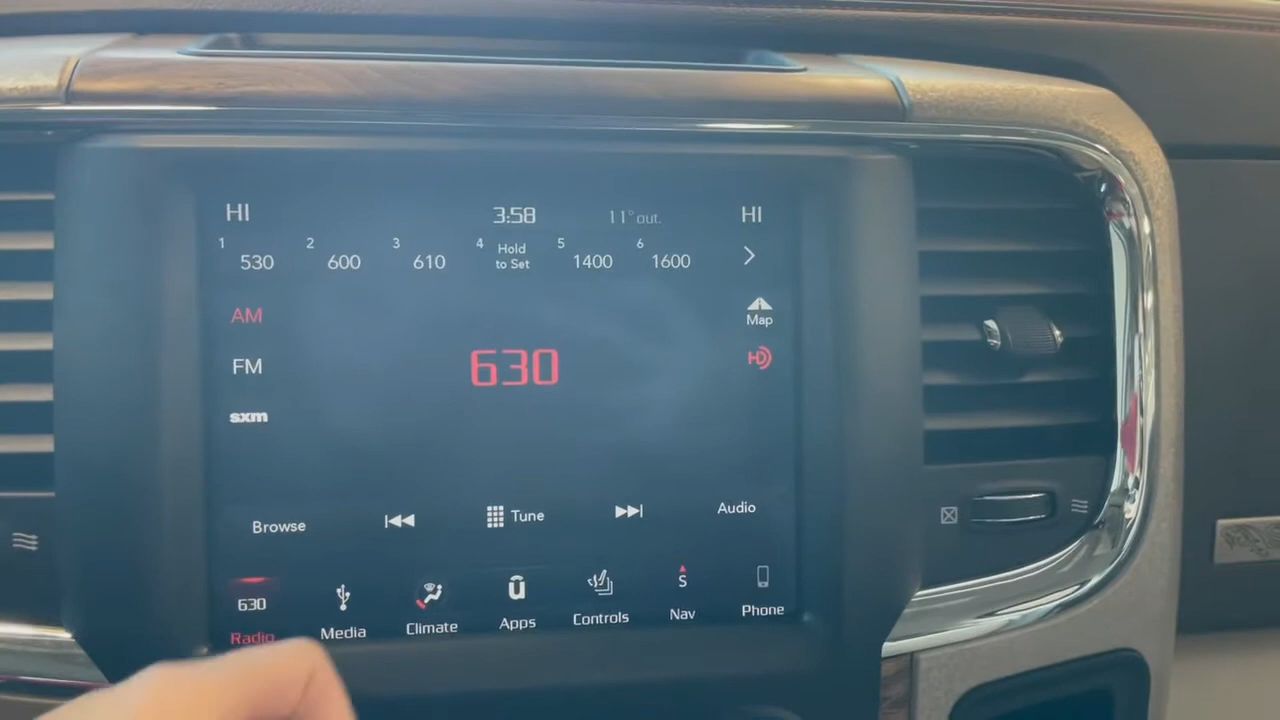 HI 3:58 11° out. HI
1 530 2 600 3 610 4 Hold to Set 5 1400 6 1600
AM
Map
FM
630
HD
sxm
Browse
Tune
Audio
630
Radio
Media
Climate
Apps
Controls
S
Nav
Phone